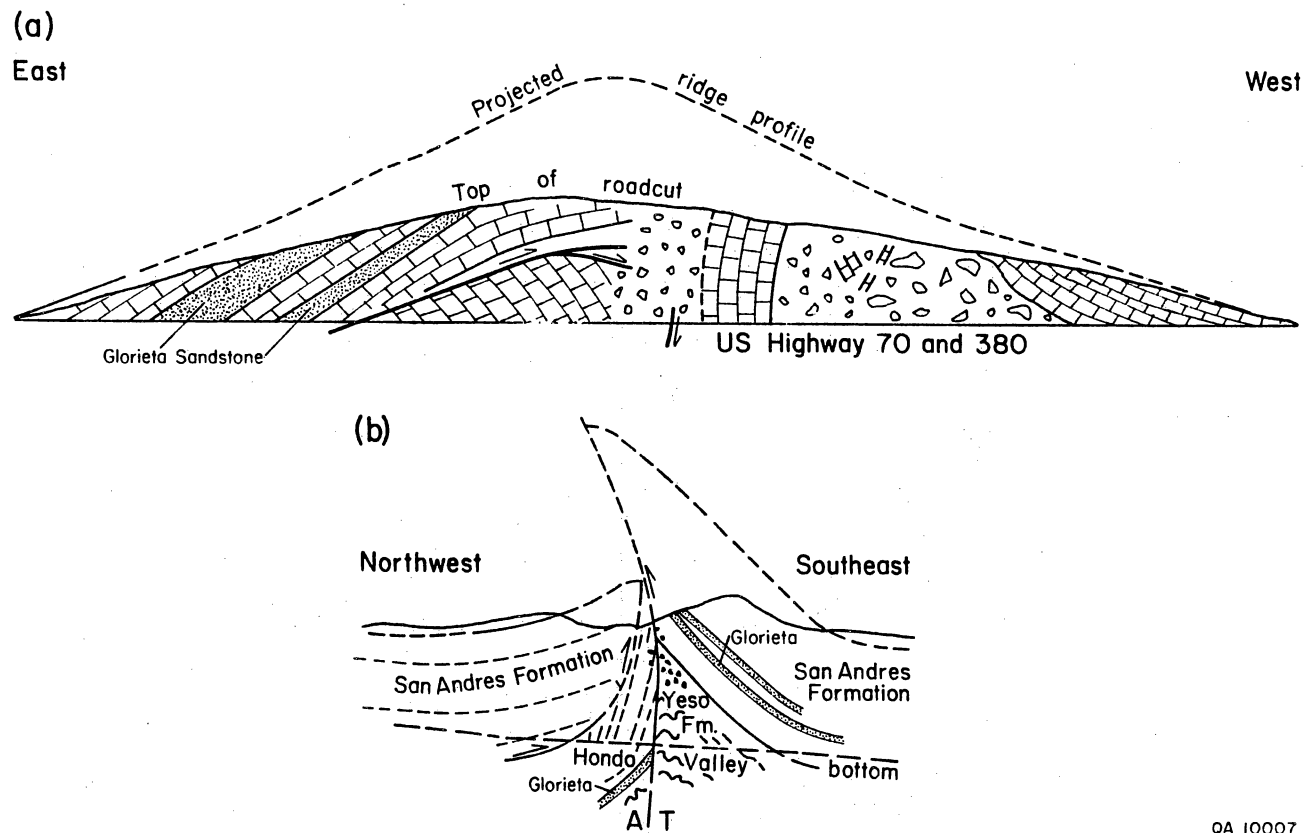 (a)
East
West
Projected ridge profile
Top of roadcut
Glorieta Sandstone
US Highway 70 and 380
(b)
Northwest
Southeast
Glorieta
San Andres Formation
San Andres
Formation
Yeso
Fm.
Hondo Valley bottom
Glorieta
A T
QA 10007